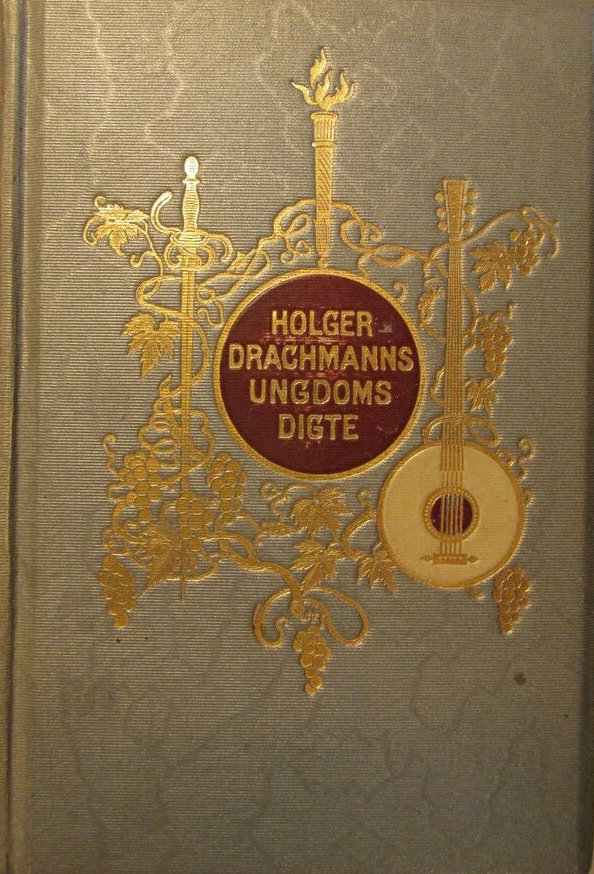 HOLGER
DRACHMANNS
UNGDOMS
DIGTE